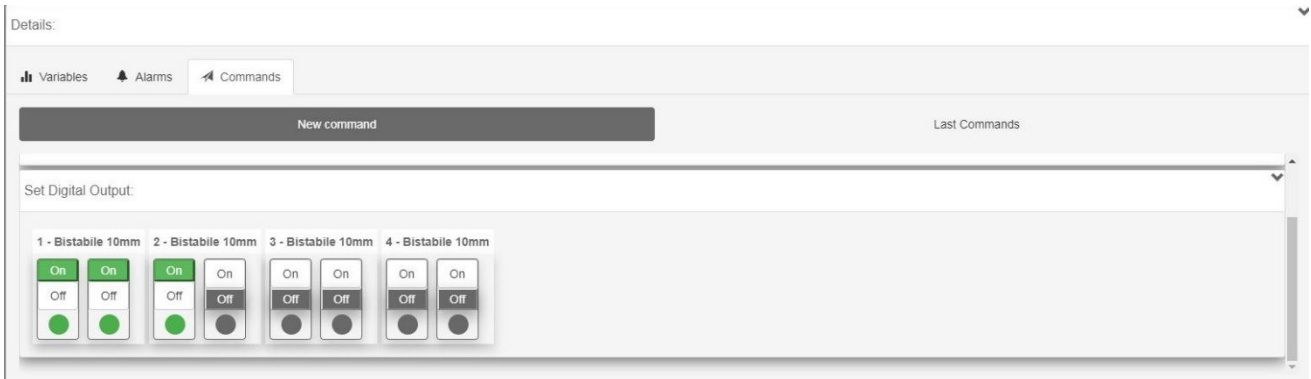 Details:
Variables Alarms Commands
New command Last Commands
Set Digital Output:
1 - Bistabile 10mm 2 - Bistabile 10mm 3 - Bistabile 10mm 4 - Bistabile 10mm
On On On On On On On On
Off Off Off Off Off Off Off Off